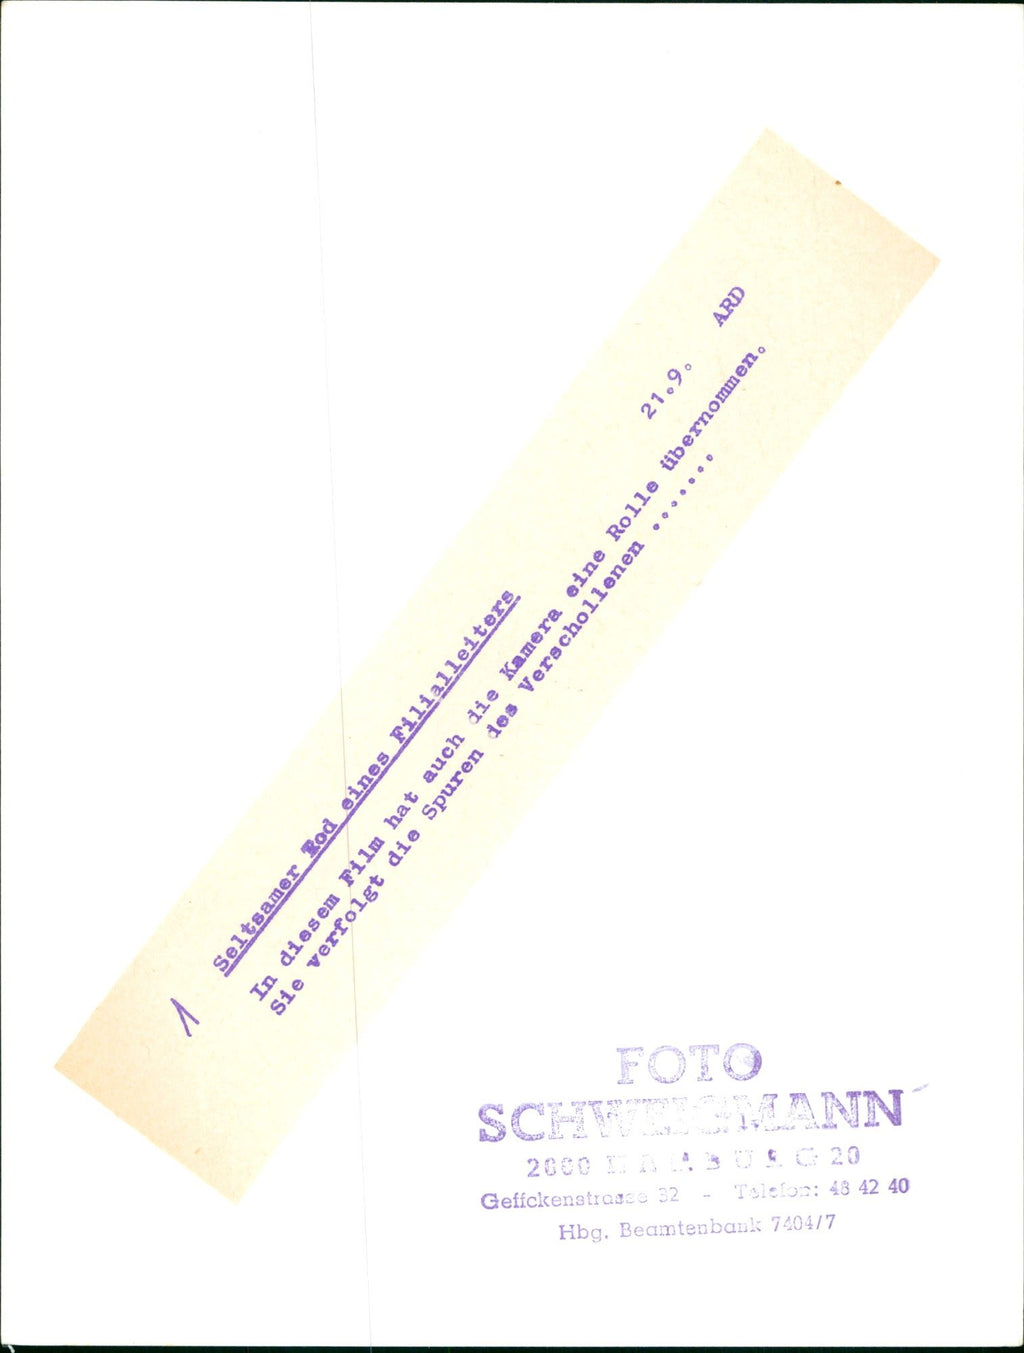 1
Seltsamer Tod eines Filialleiters 21.9. ARD
In diesem Film hat auch die Kamera eine Rolle übernommen.
Sie verfolgt die Spuren des Verschollenen .......
FOTO
SCHWEIGMANN
2000 HAMBURG 20
Geffckenstrasse 32 - Telefon: 48 42 40
Hbg. Beamtenbank 7404/7